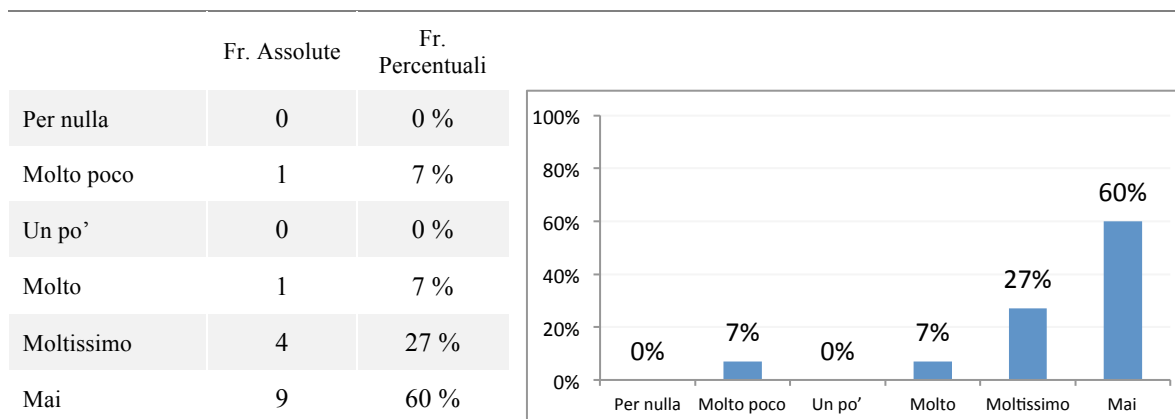 Fr. Assolute
Fr.
Percentuali
Per nulla 0 0 %
Molto poco 1 7 %
Un po’ 0 0 %
Molto 1 7 %
Moltissimo 4 27 %
Mai 9 60 %
100%
80%
60%
40%
20%
0%
0%
7%
0%
7%
27%
60%
Per nulla Molto poco Un po’ Molto Moltissimo Mai